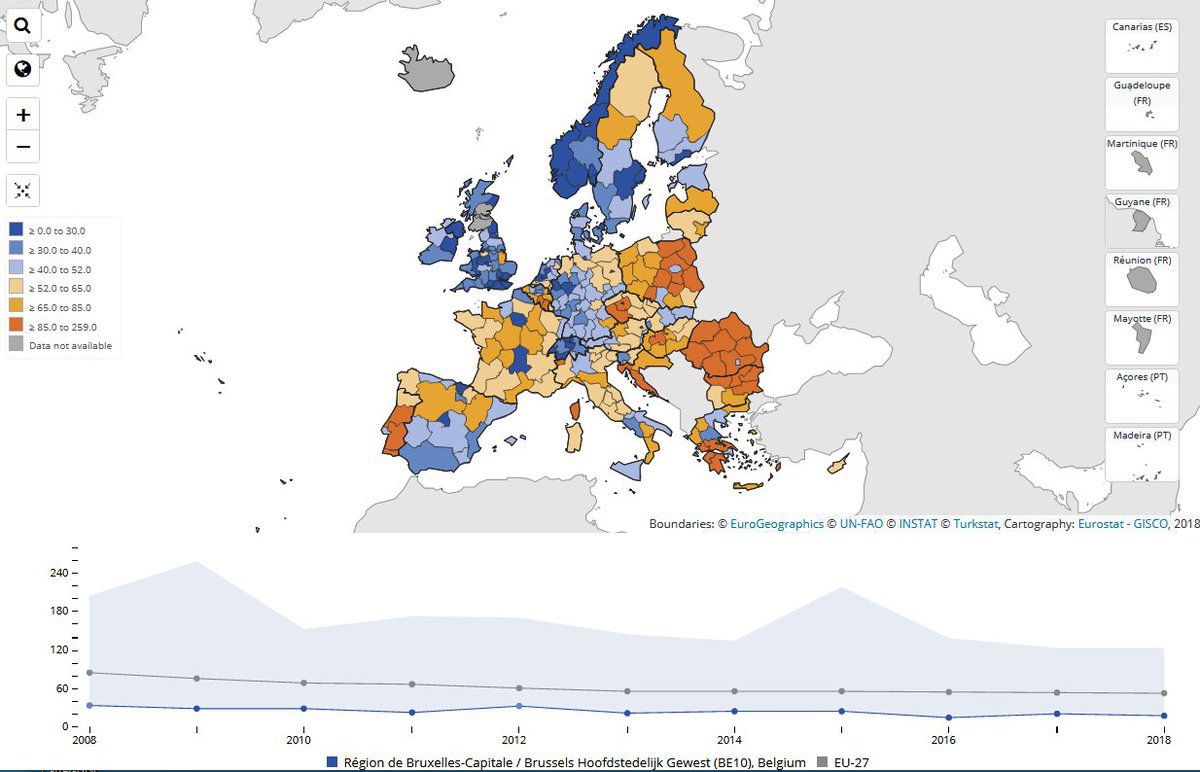 +
−
≥ 0.0 to 30.0
≥ 30.0 to 40.0
≥ 40.0 to 52.0
≥ 52.0 to 65.0
≥ 65.0 to 85.0
≥ 85.0 to 259.0
Data not available
Canarias (ES)
Guadeloupe
(FR)
Martinique (FR)
Guyane (FR)
Réunion (FR)
Mayotte (FR)
Açores (PT)
Madeira (PT)
Boundaries: © EuroGeographics © UN-FAO © INSTAT © Turkstat, Cartography: Eurostat - GISCO, 2018
240
180
120
60
0
2008 2010 2012 2014 2016 2018
Région de Bruxelles-Capitale / Brussels Hoofdstedelijk Gewest (BE10), Belgium EU-27